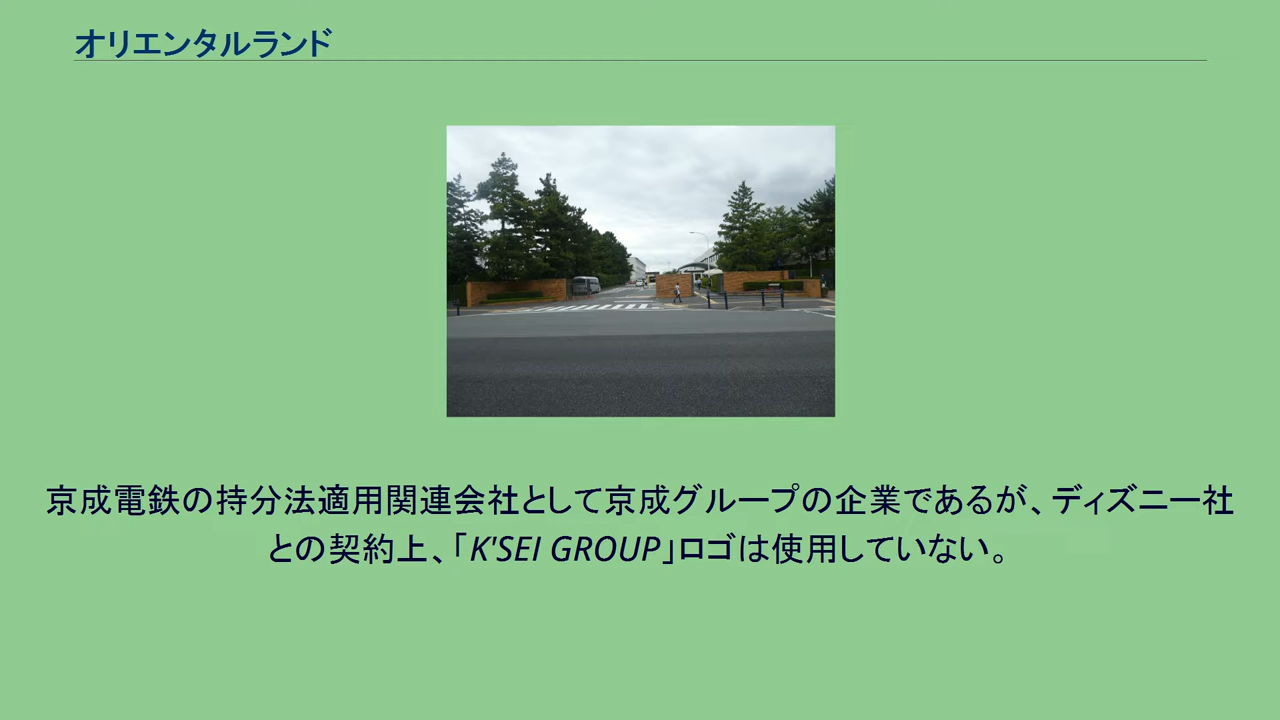 オリエンタルランド
京成電鉄の持分法適用関連会社として京成グループの企業であるが、ディズニー社
との契約上、「K'SEI GROUP」ロゴは使用していない。